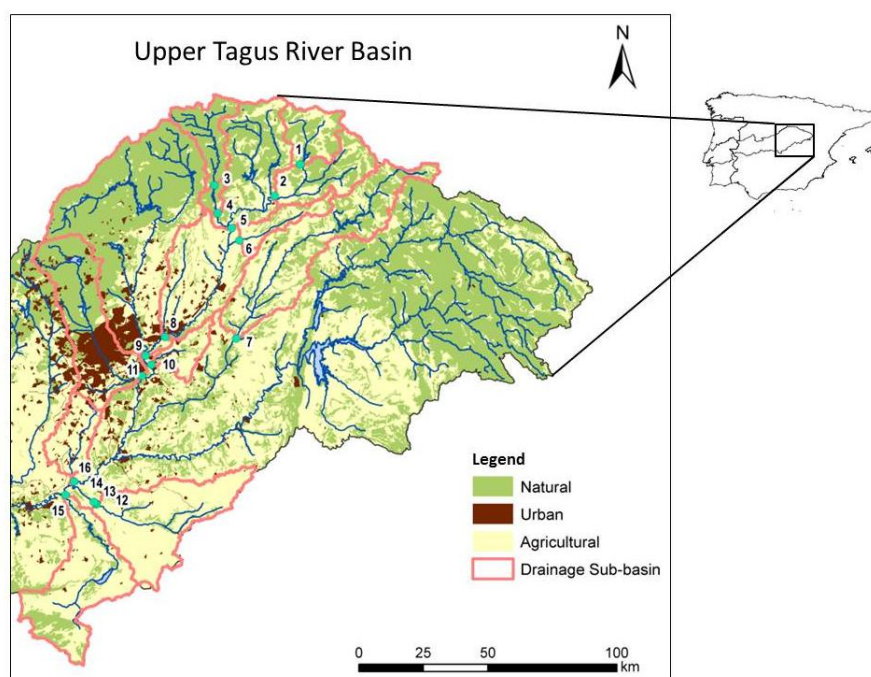 Upper Tagus River Basin
N
1
2
3
4
5
6
7
8
9
10
11
16
14
13
12
15
Legend
Natural
Urban
Agricultural
Drainage Sub-basin
0 25 50 100
km